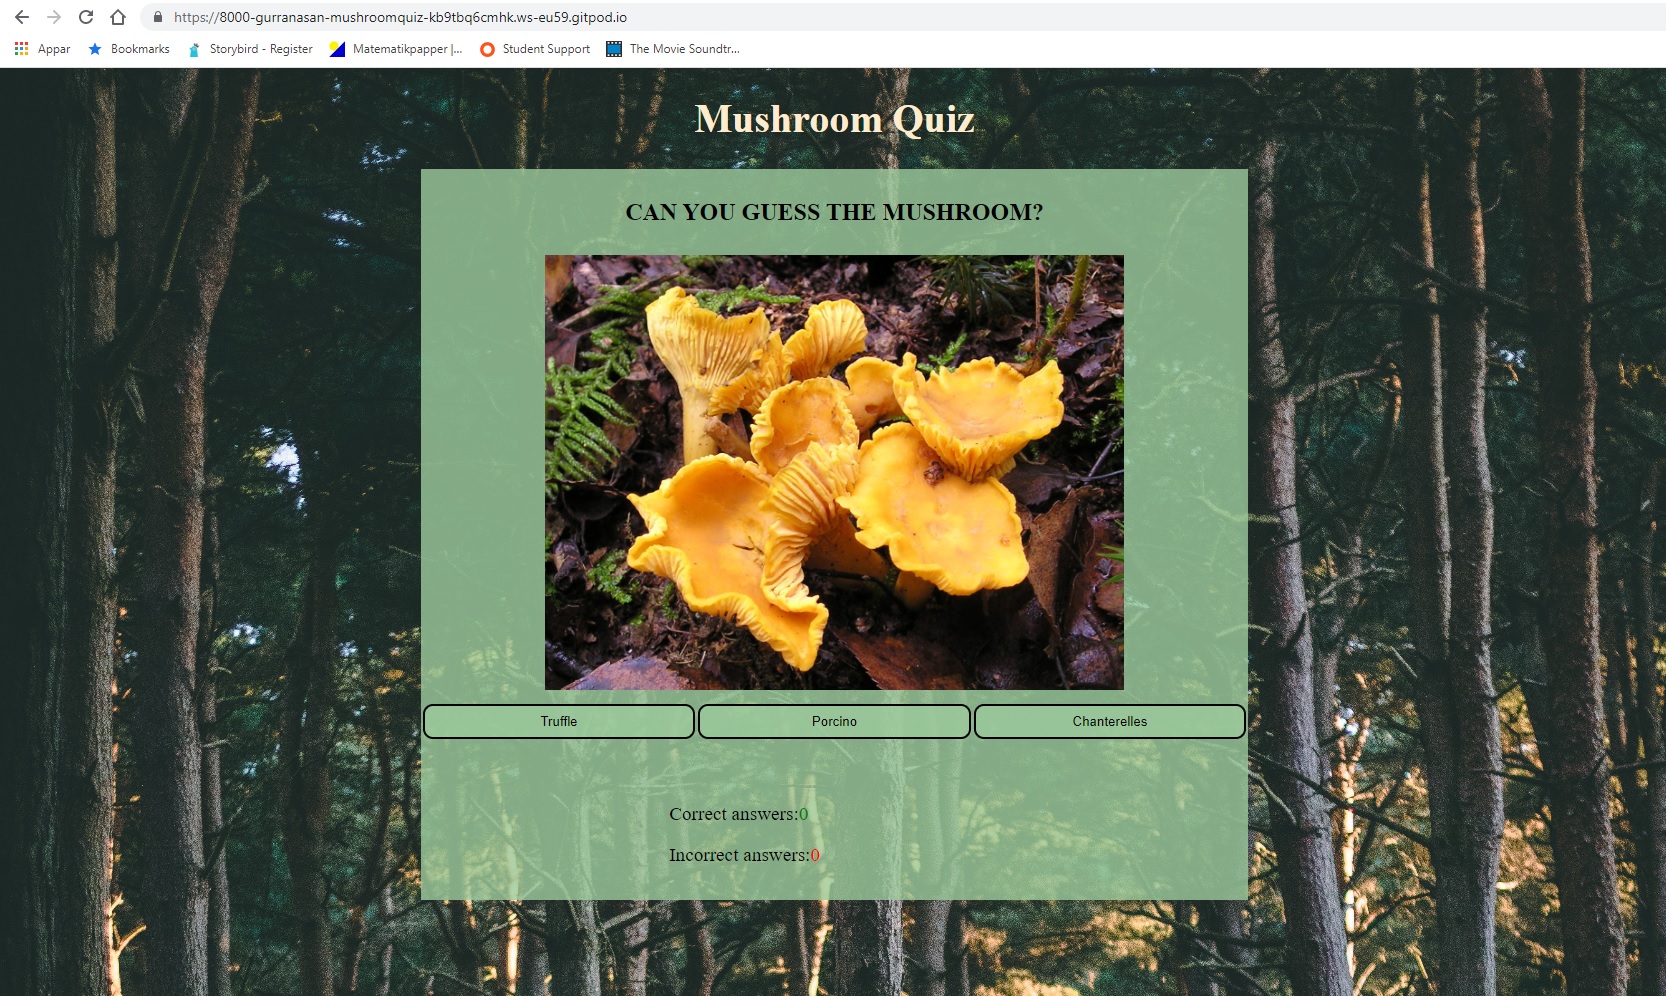 https://8000-gurranasan-mushroomquiz-kb9tbq6cmhk.ws-eu59.gitpod.io
Appar Bookmarks Storybird - Register Matematikpapper |... Student Support The Movie Soundtr...
Mushroom Quiz
CAN YOU GUESS THE MUSHROOM?
Truffle Porcino Chanterelles
Correct answers:0
Incorrect answers:0